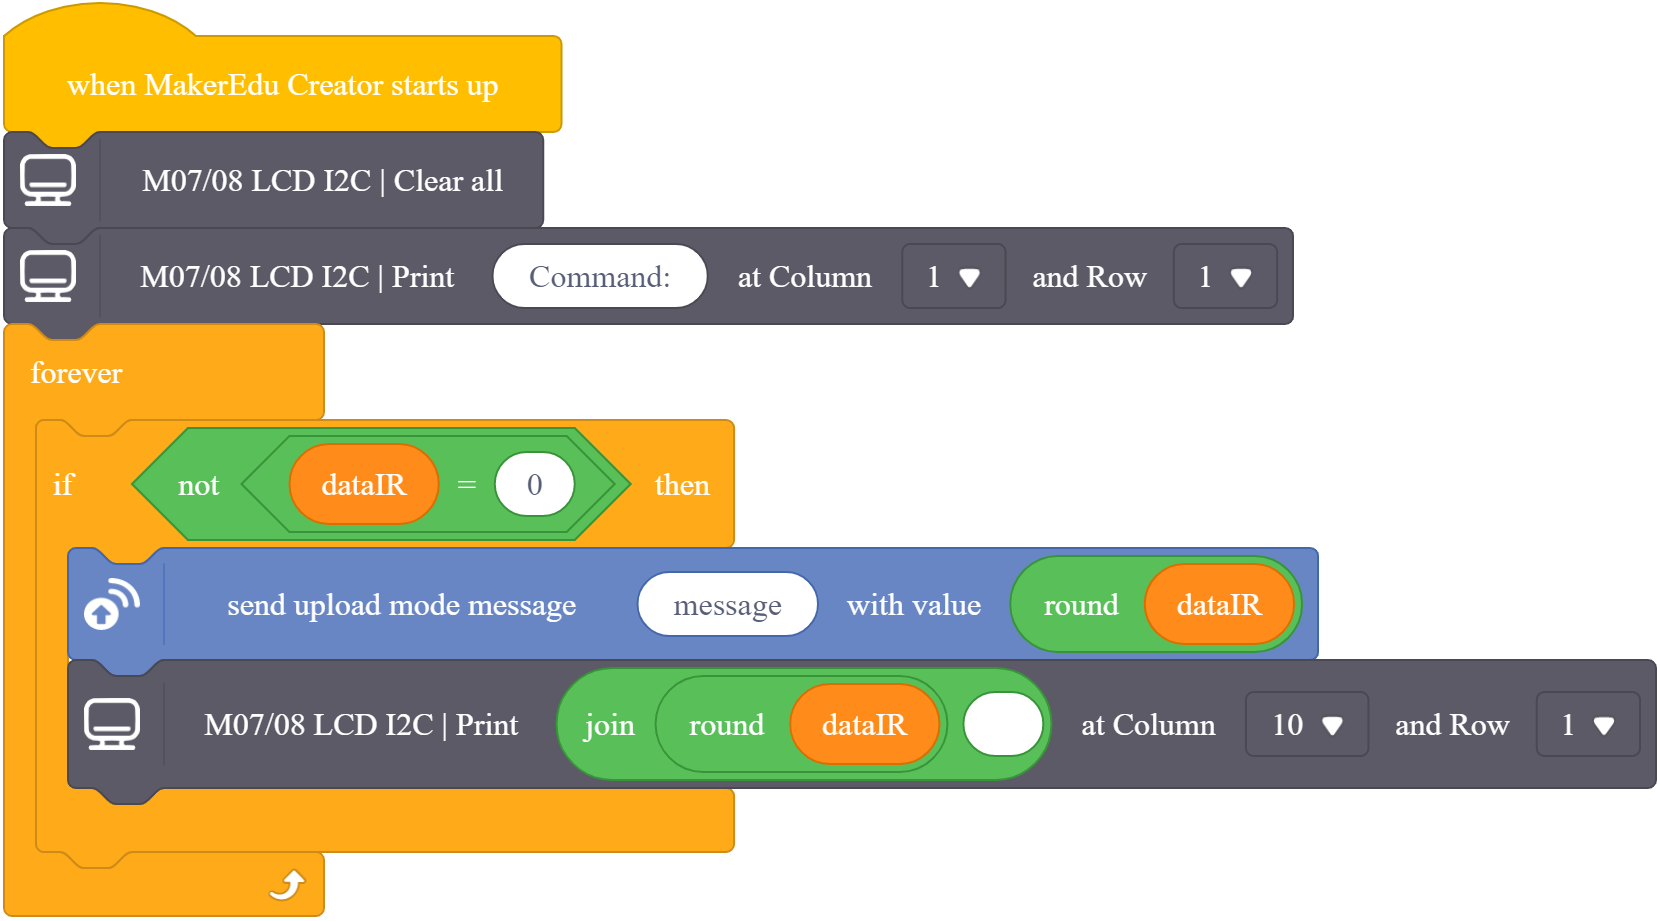 when MakerEdu Creator starts up
M07/08 LCD I2C | Clear all
M07/08 LCD I2C | Print Command: at Column 1 and Row 1
forever
if not dataIR = 0 then
send upload mode message message with value round dataIR
M07/08 LCD I2C | Print join round dataIR at Column 10 and Row 1